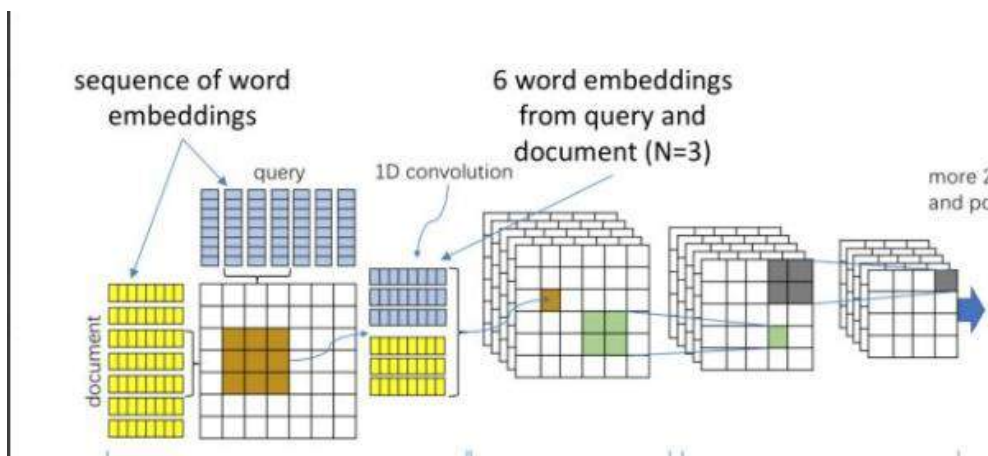 sequence of word
embeddings
6 word embeddings
from query and
document (N=3)
query
1D convolution
more 2
and po
document